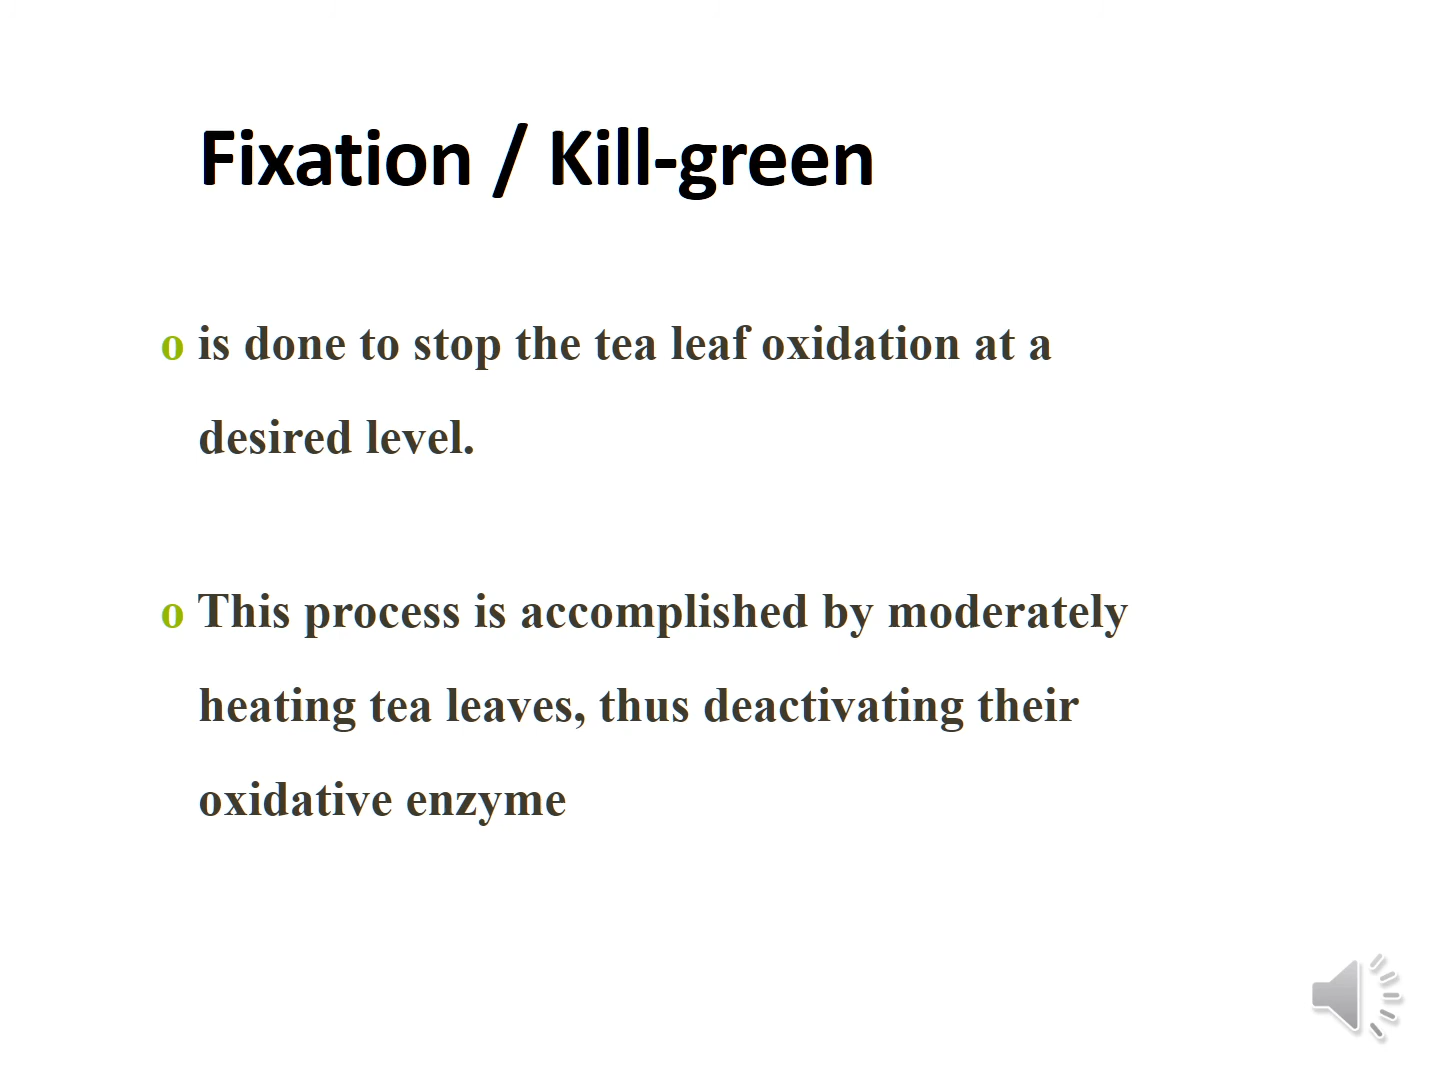 Fixation / Kill-green
o is done to stop the tea leaf oxidation at a
desired level.
o This process is accomplished by moderately
heating tea leaves, thus deactivating their
oxidative enzyme